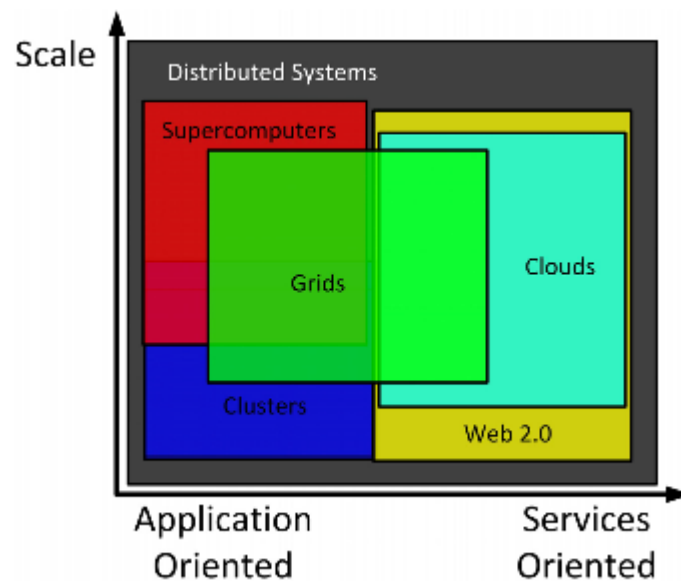 Scale
Distributed Systems
Supercomputers
Grids
Clouds
Clusters
Web 2.0
Application
Oriented
Services
Oriented